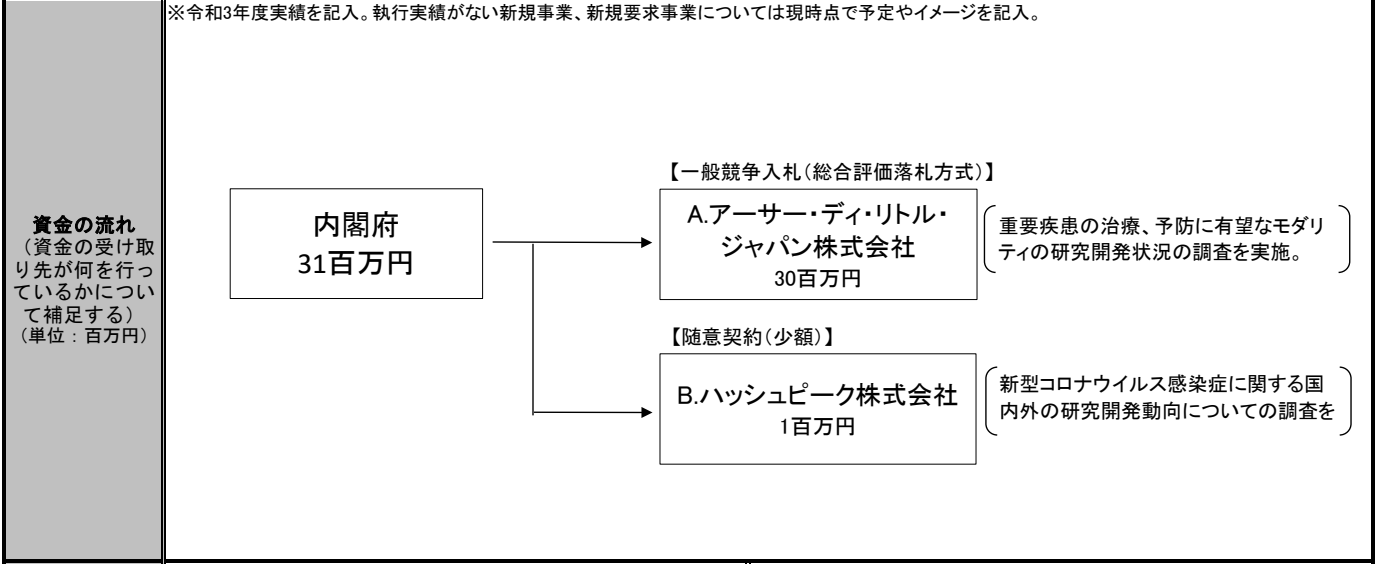 ※令和3年度実績を記入。執行実績がない新規事業、新規要求事業については現時点で予定やイメージを記入。
資金の流れ
（資金の受け取
り先が何を行っ
ているかについ
て補足する）
（単位：百万円）
内閣府
31百万円
【一般競争入札（総合評価落札方式）】
A.アーサー・ディ・リトル・
ジャパン株式会社
30百万円
重要疾患の治療、予防に有望なモダリ
ティの研究開発状況の調査を実施。
【随意契約（少額）】
B.ハッシュピーク株式会社
1百万円
新型コロナウイルス感染症に関する国
内外の研究開発動向についての調査を